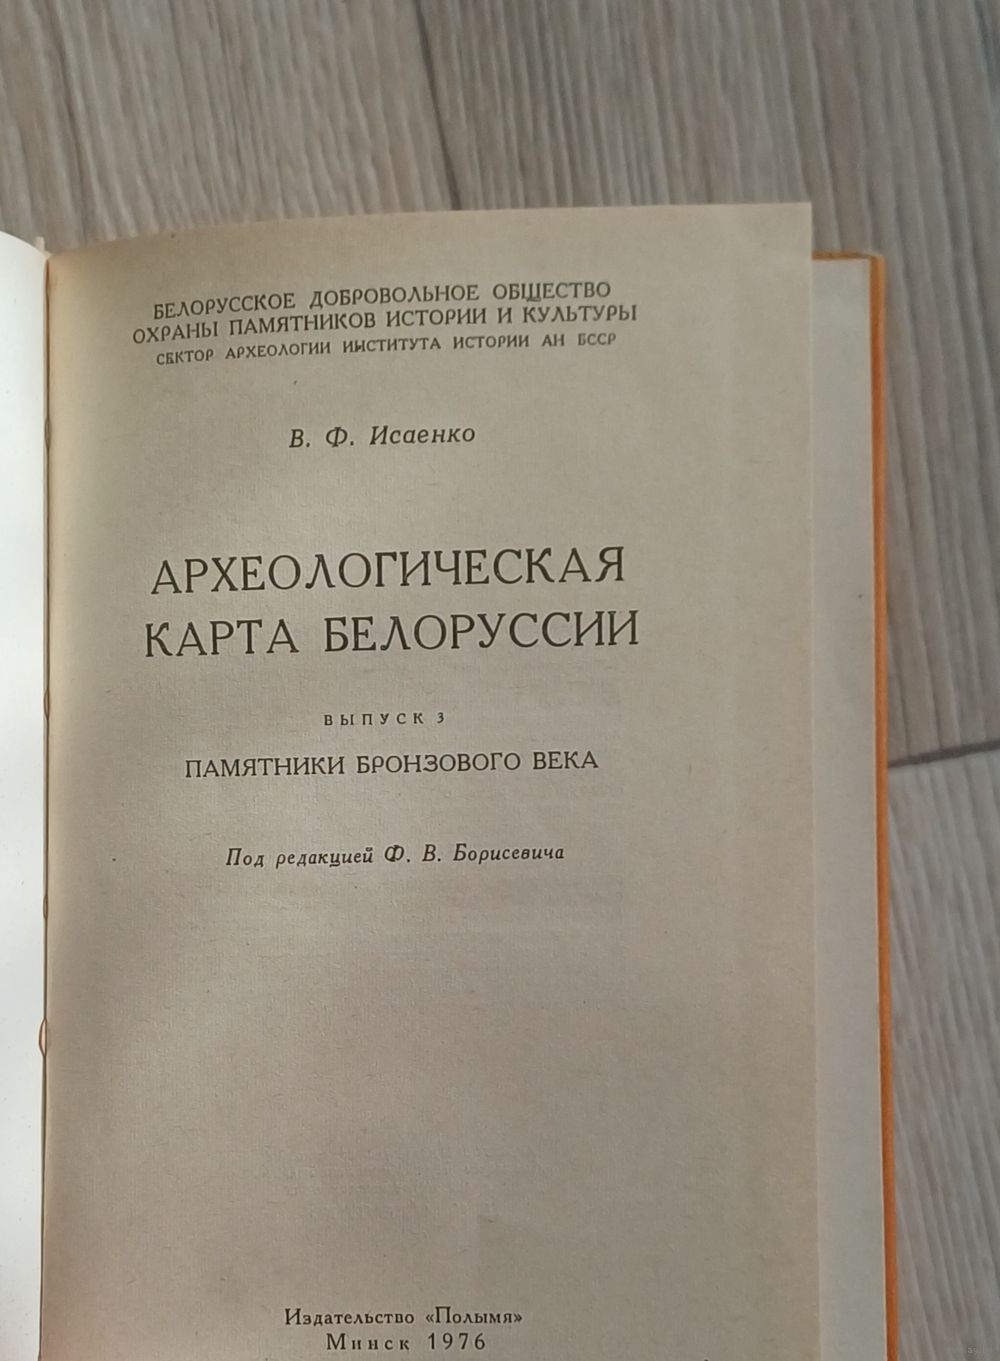 БЕЛОРУССКОЕ ДОБРОВОЛЬНОЕ ОБЩЕСТВО
ОХРАНЫ ПАМЯТНИКОВ ИСТОРИИ И КУЛЬТУРЫ
СЕКТОР АРХЕОЛОГИИ ИНСТИТУТА ИСТОРИИ АН БССР
В. Ф. Исаенко
АРХЕОЛОГИЧЕСКАЯ
КАРТА БЕЛОРУССИИ
ВЫПУСК 3
ПАМЯТНИКИ БРОНЗОВОГО ВЕКА
Под редакцией Ф. В. Борисевича
Издательство «Полымя»
Минск 1976